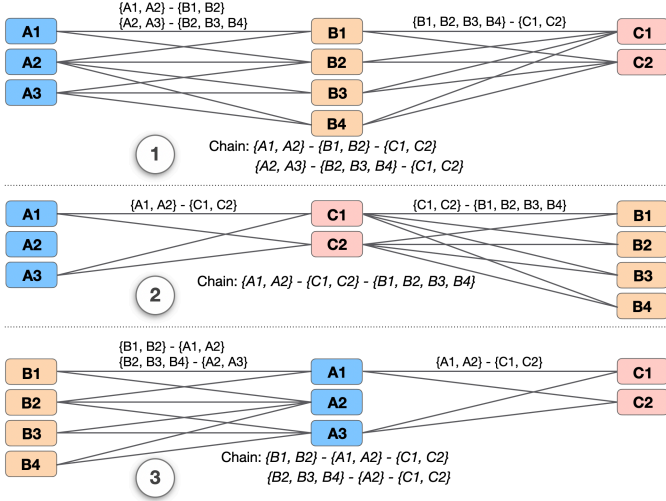 {A1, A2} - {B1, B2}
{A2, A3} - {B2, B3, B4}
{B1, B2, B3, B4} - {C1, C2}
A1
A2
A3
B1
B2
B3
B4
C1
C2
1
Chain: {A1, A2} - {B1, B2} - {C1, C2}
{A2, A3} - {B2, B3, B4} - {C1, C2}
{A1, A2} - {C1, C2}
{C1, C2} - {B1, B2, B3, B4}
A1
A2
A3
C1
C2
B1
B2
B3
B4
2
Chain: {A1, A2} - {C1, C2} - {B1, B2, B3, B4}
{B1, B2} - {A1, A2}
{B2, B3, B4} - {A2, A3}
{A1, A2} - {C1, C2}
B1
B2
B3
B4
A1
A2
A3
C1
C2
3
Chain: {B1, B2} - {A1, A2} - {C1, C2}
{B2, B3, B4} - {A2} - {C1, C2}